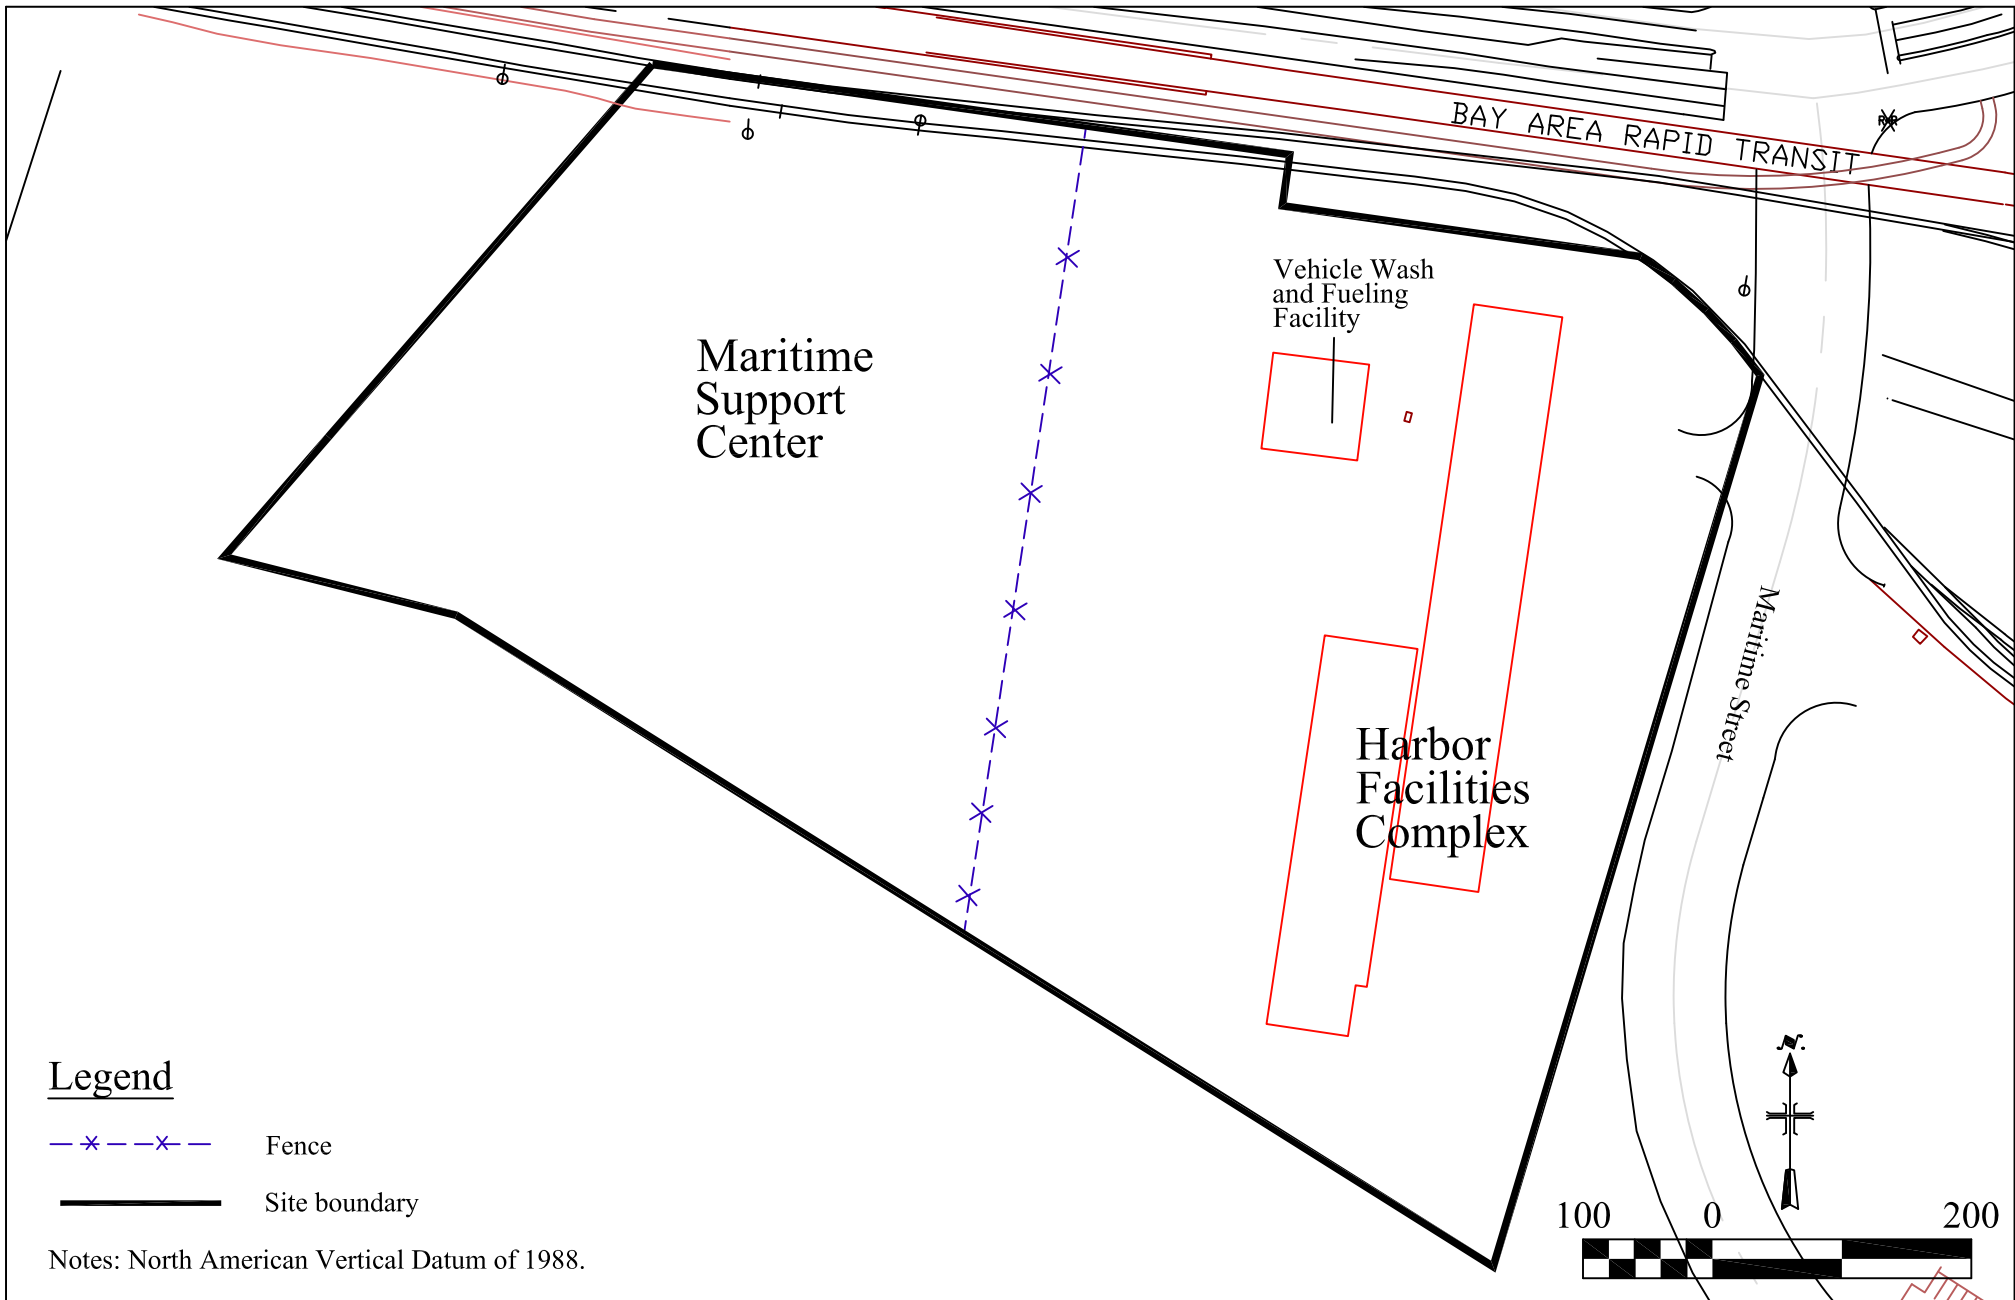 BAY AREA RAPID TRANSIT
Vehicle Wash
and Fueling
Facility
Maritime
Support
Center
Maritime Street
Harbor
Facilities
Complex
Legend
Fence
Site boundary
Notes: North American Vertical Datum of 1988.
100 0 200